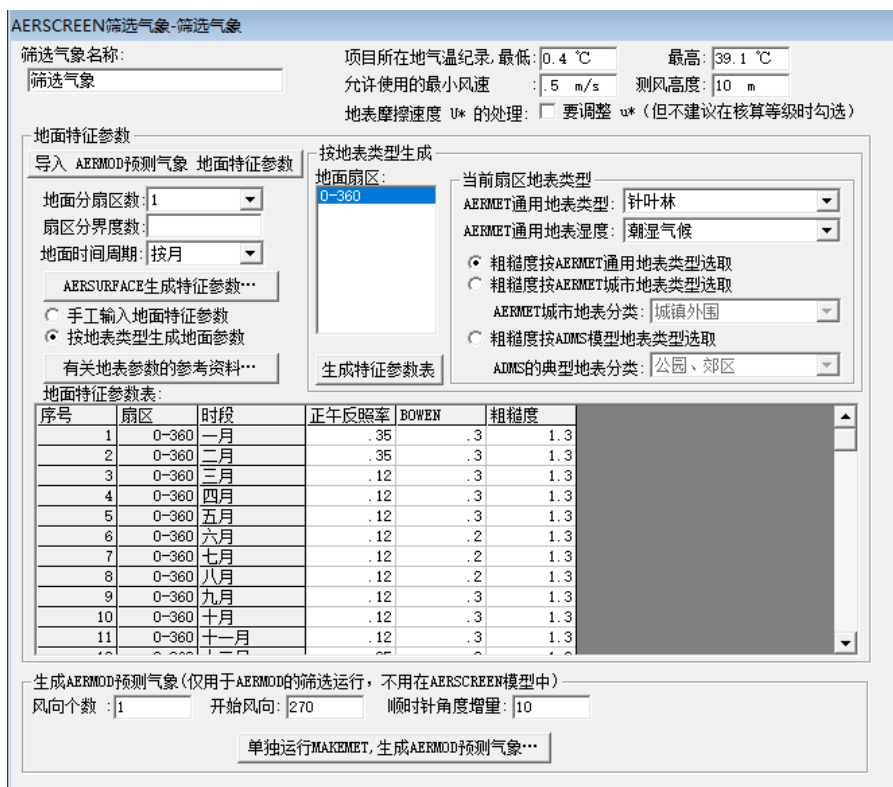 AERSCREEN筛选气象-筛选气象
筛选气象名称:
筛选气象
项目所在地气温纪录,最低: 0.4 ℃ 最高: 39.1 ℃
允许使用的最小风速 : .5 m/s 测风高度: 10 m
地表摩擦速度 U* 的处理: 要调整 u*(但不建议在核算等级时勾选)
地面特征参数
导入 AERMOD预测气象 地面特征参数
地面分扇区数: 1
扇区分界度数:
地面时间周期: 按月
AERSURFACE生成特征参数…
手工输入地面特征参数
按地表类型生成地面参数
有关地表参数的参考资料…
按地表类型生成
地面扇区:
0-360
生成特征参数表
当前扇区地表类型
AERMET通用地表类型: 针叶林
AERMET通用地表湿度: 潮湿气候
粗糙度按AERMET通用地表类型选取
粗糙度按AERMET城市地表类型选取
AERMET城市地表分类: 城镇外围
粗糙度按ADMS模型地表类型选取
ADMS的典型地表分类: 公园、郊区
地面特征参数表:
序号 扇区 时段 正午反照率 BOWEN 粗糙度
1 0-360 一月 .35 .3 1.3
2 0-360 二月 .35 .3 1.3
3 0-360 三月 .12 .3 1.3
4 0-360 四月 .12 .3 1.3
5 0-360 五月 .12 .3 1.3
6 0-360 六月 .12 .2 1.3
7 0-360 七月 .12 .2 1.3
8 0-360 八月 .12 .2 1.3
9 0-360 九月 .12 .3 1.3
10 0-360 十月 .12 .3 1.3
11 0-360 十一月 .12 .3 1.3
生成AERMOD预测气象(仅用于AERMOD的筛选运行，不用在AERSCREEN模型中)
风向个数 : 1 开始风向: 270 顺时针角度增量: 10
单独运行MAKEMET,生成AERMOD预测气象…